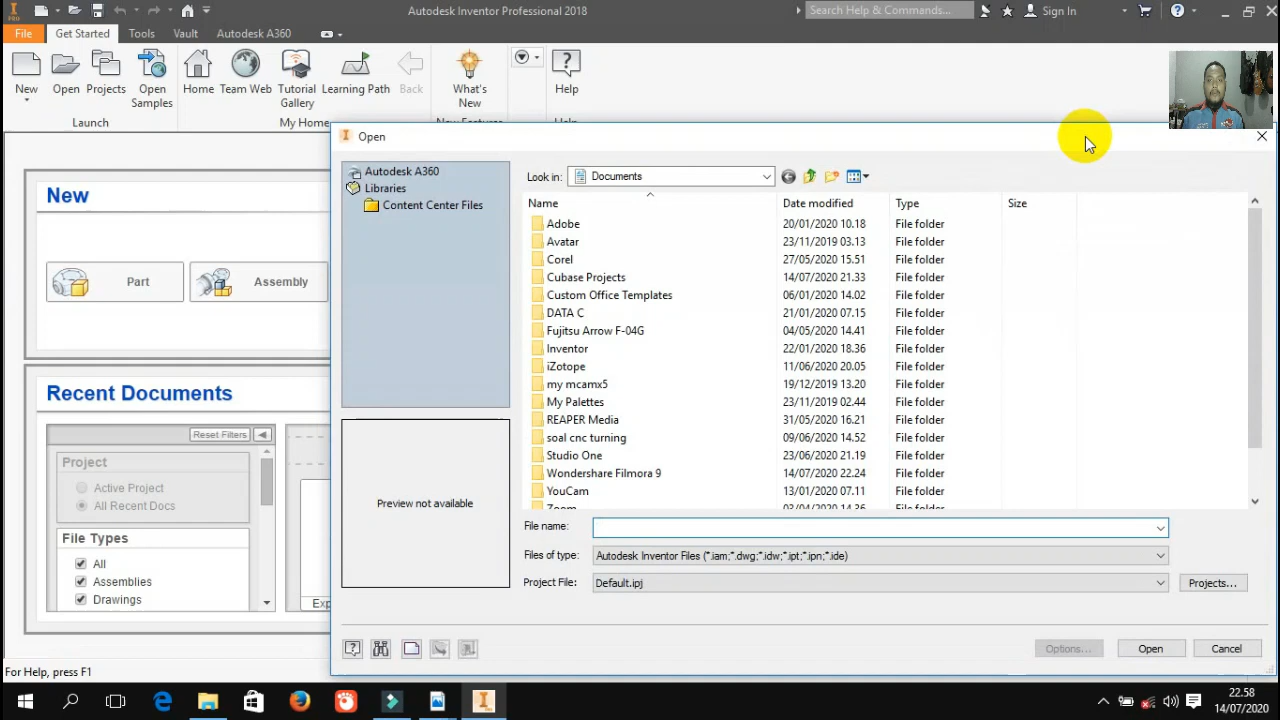 PRO
Autodesk Inventor Professional 2018
Search Help & Commands...
Sign In
File
Get Started
Tools
Vault
Autodesk A360
New
Open
Projects
Open Samples
Home
Team Web
Tutorial Gallery
Learning Path
Back
What's New
Help
Launch
My Home
New
Part
Assembly
Recent Documents
Reset Filters
Project
Active Project
All Recent Docs
File Types
All
Assemblies
Drawings
For Help, press F1
Open
Autodesk A360
Libraries
Content Center Files
Preview not available
Look in:
Documents
Name
Date modified
Type
Size
Adobe 20/01/2020 10.18 File folder
Avatar 23/11/2019 03.13 File folder
Corel 27/05/2020 15.51 File folder
Cubase Projects 14/07/2020 21.33 File folder
Custom Office Templates 06/01/2020 14.02 File folder
DATA C 21/01/2020 07.15 File folder
Fujitsu Arrow F-04G 04/05/2020 14.41 File folder
Inventor 22/01/2020 18.36 File folder
iZotope 11/06/2020 20.05 File folder
my mcamx5 19/12/2019 13.20 File folder
My Palettes 23/11/2019 02.44 File folder
REAPER Media 31/05/2020 16.21 File folder
soal cnc turning 09/06/2020 14.52 File folder
Studio One 23/06/2020 21.19 File folder
Wondershare Filmora 9 14/07/2020 22.24 File folder
YouCam 13/01/2020 07.11 File folder
Zoom 03/04/2020 14.36 File folder
File name:
Files of type:
Autodesk Inventor Files (*.iam;*.dwg;*.idw;*.ipt;*.ipn;*.ide)
Project File:
Default.ipj
Projects...
Options...
Open
Cancel
22.58
14/07/2020